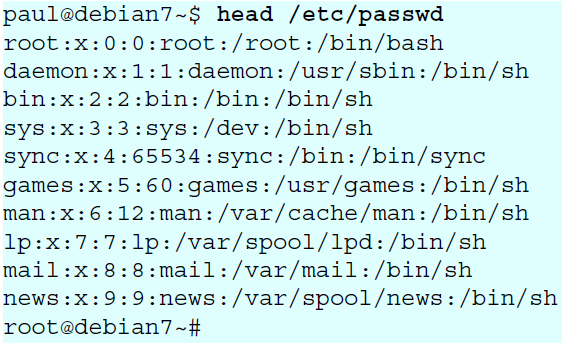 paul@debian7~$ head /etc/passwd
root:x:0:0:root:/root:/bin/bash
daemon:x:1:1:daemon:/usr/sbin:/bin/sh
bin:x:2:2:bin:/bin:/bin/sh
sys:x:3:3:sys:/dev:/bin/sh
sync:x:4:65534:sync:/bin:/bin/sync
games:x:5:60:games:/usr/games:/bin/sh
man:x:6:12:man:/var/cache/man:/bin/sh
lp:x:7:7:lp:/var/spool/lpd:/bin/sh
mail:x:8:8:mail:/var/mail:/bin/sh
news:x:9:9:news:/var/spool/news:/bin/sh
root@debian7~#